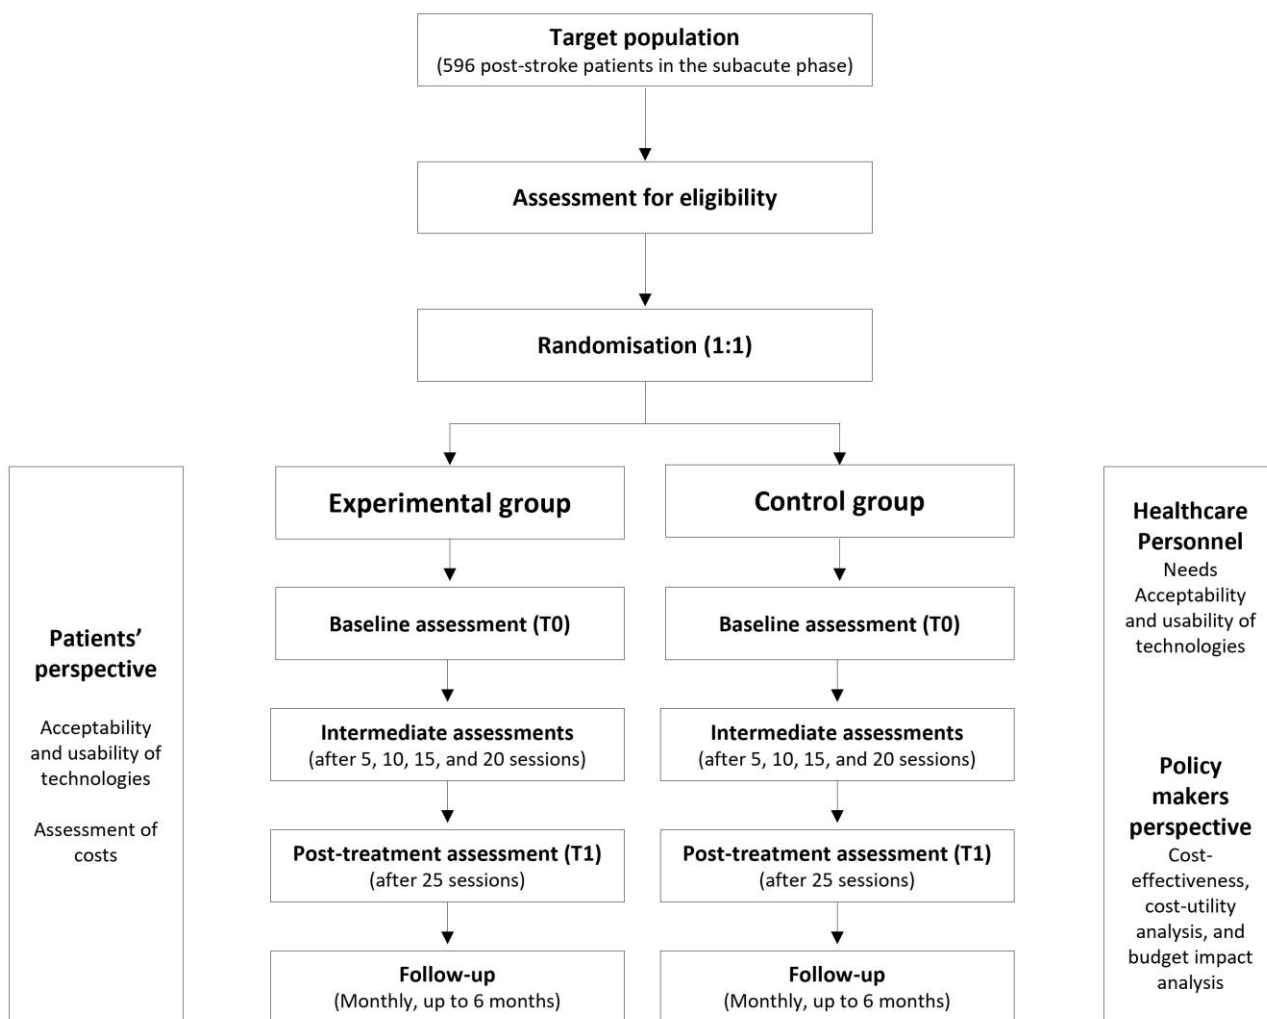 Target population
(596 post-stroke patients in the subacute phase)
Assessment for eligibility
Randomisation (1:1)
Experimental group
Control group
Baseline assessment (T0)
Baseline assessment (T0)
Intermediate assessments
(after 5, 10, 15, and 20 sessions)
Intermediate assessments
(after 5, 10, 15, and 20 sessions)
Post-treatment assessment (T1)
(after 25 sessions)
Post-treatment assessment (T1)
(after 25 sessions)
Follow-up
(Monthly, up to 6 months)
Follow-up
(Monthly, up to 6 months)
Patients’
perspective
Acceptability
and usability of
technologies
Assessment of
costs
Healthcare
Personnel
Needs
Acceptability
and usability of
technologies
Policy
makers
perspective
Cost-
effectiveness,
cost-utility
analysis, and
budget impact
analysis